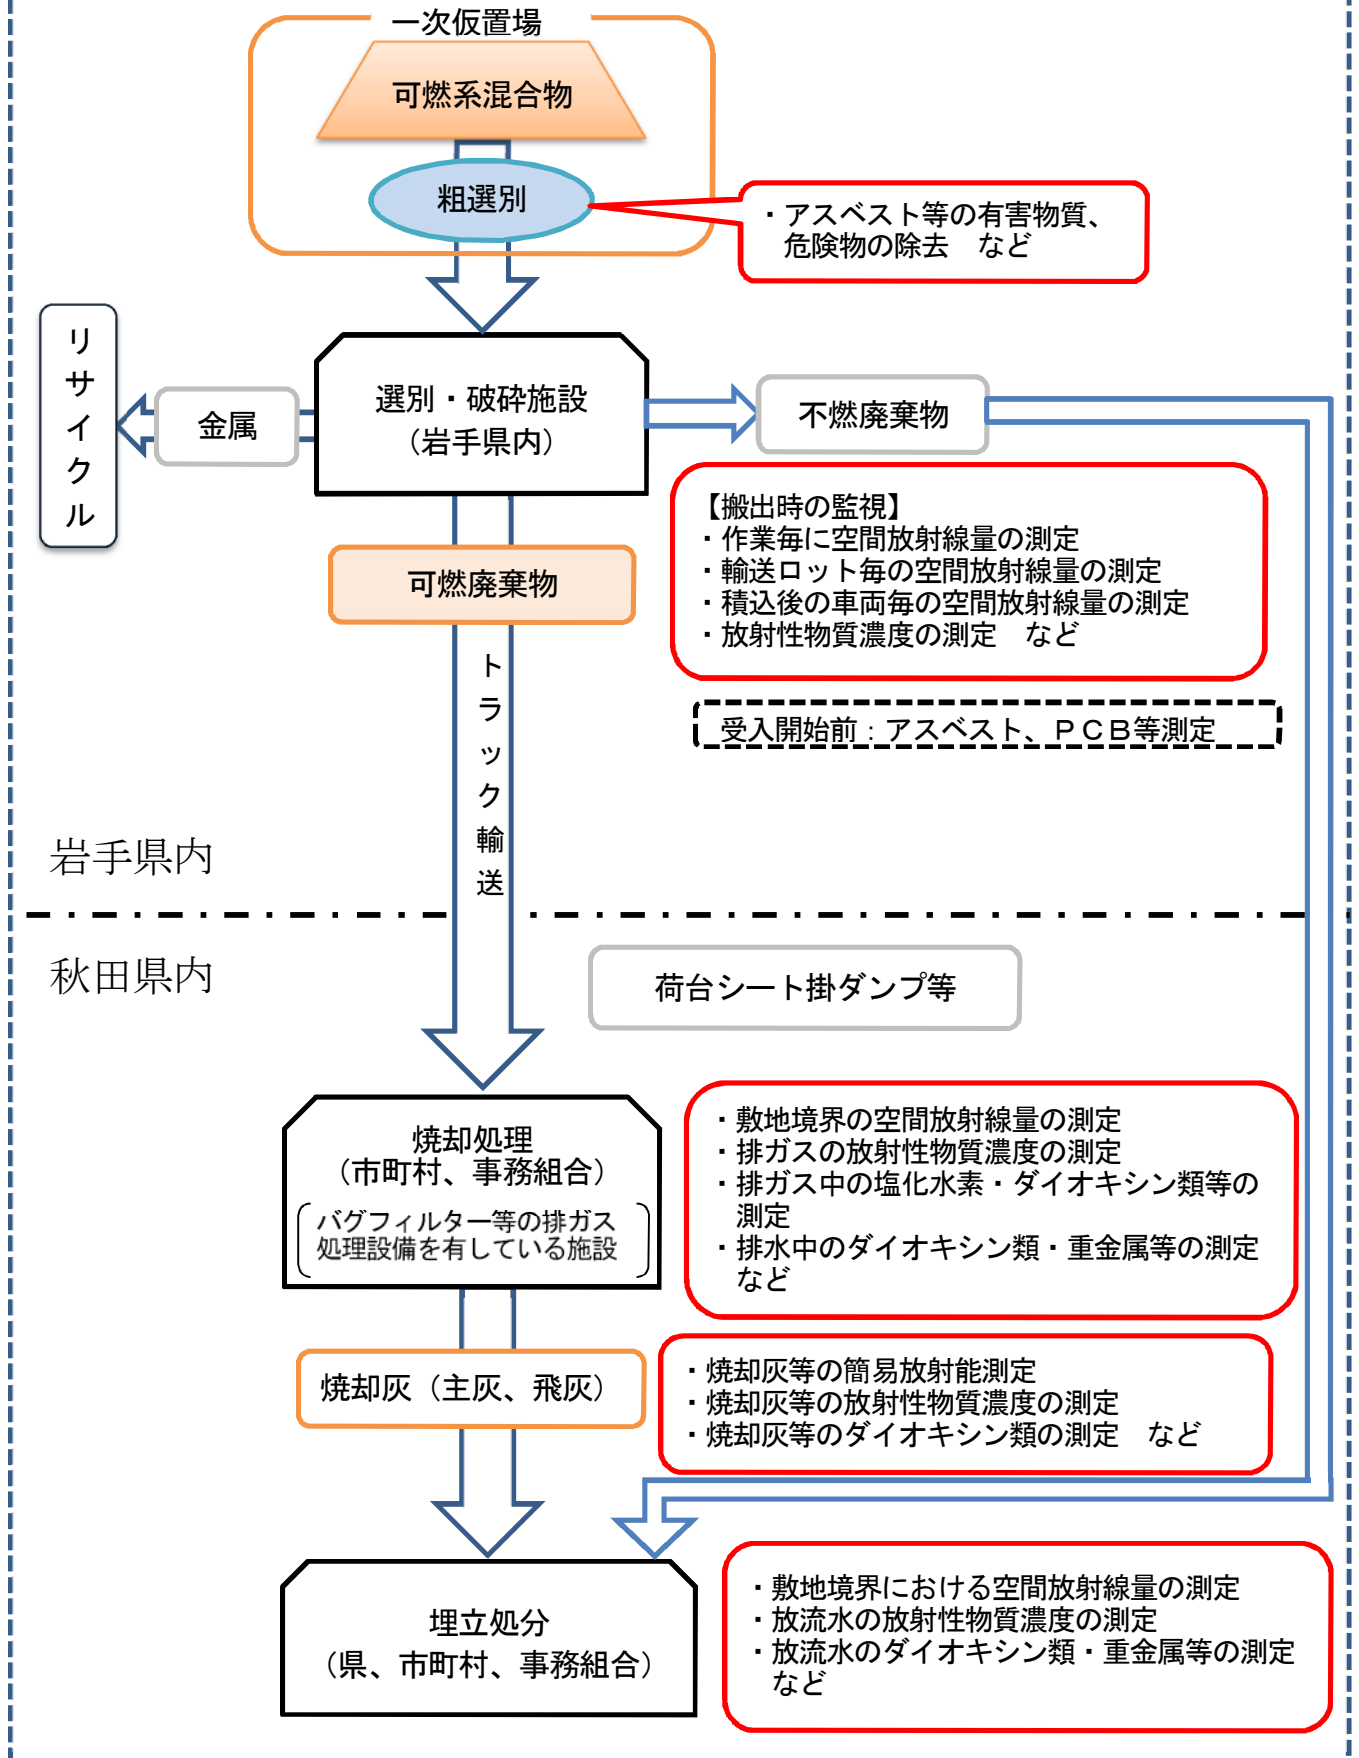 一次仮置場
可燃系混合物
粗選別
・アスベスト等の有害物質、
危険物の除去　など
リサイクル
金属
選別・破砕施設
（岩手県内）
不燃廃棄物
【搬出時の監視】
・作業毎に空間放射線量の測定
・輸送ロット毎の空間放射線量の測定
・積込後の車両毎の空間放射線量の測定
・放射性物質濃度の測定　など
可燃廃棄物
トラック輸送
受入開始前：アスベスト、ＰＣＢ等測定
岩手県内
秋田県内
荷台シート掛ダンプ等
焼却処理
（市町村、事務組合）
バグフィルター等の排ガス
処理設備を有している施設
・敷地境界の空間放射線量の測定
・排ガスの放射性物質濃度の測定
・排ガス中の塩化水素・ダイオキシン類等の
測定
・排水中のダイオキシン類・重金属等の測定
など
焼却灰（主灰、飛灰）
・焼却灰等の簡易放射能測定
・焼却灰等の放射性物質濃度の測定
・焼却灰等のダイオキシン類の測定　など
埋立処分
（県、市町村、事務組合）
・敷地境界における空間放射線量の測定
・放流水の放射性物質濃度の測定
・放流水のダイオキシン類・重金属等の測定
など